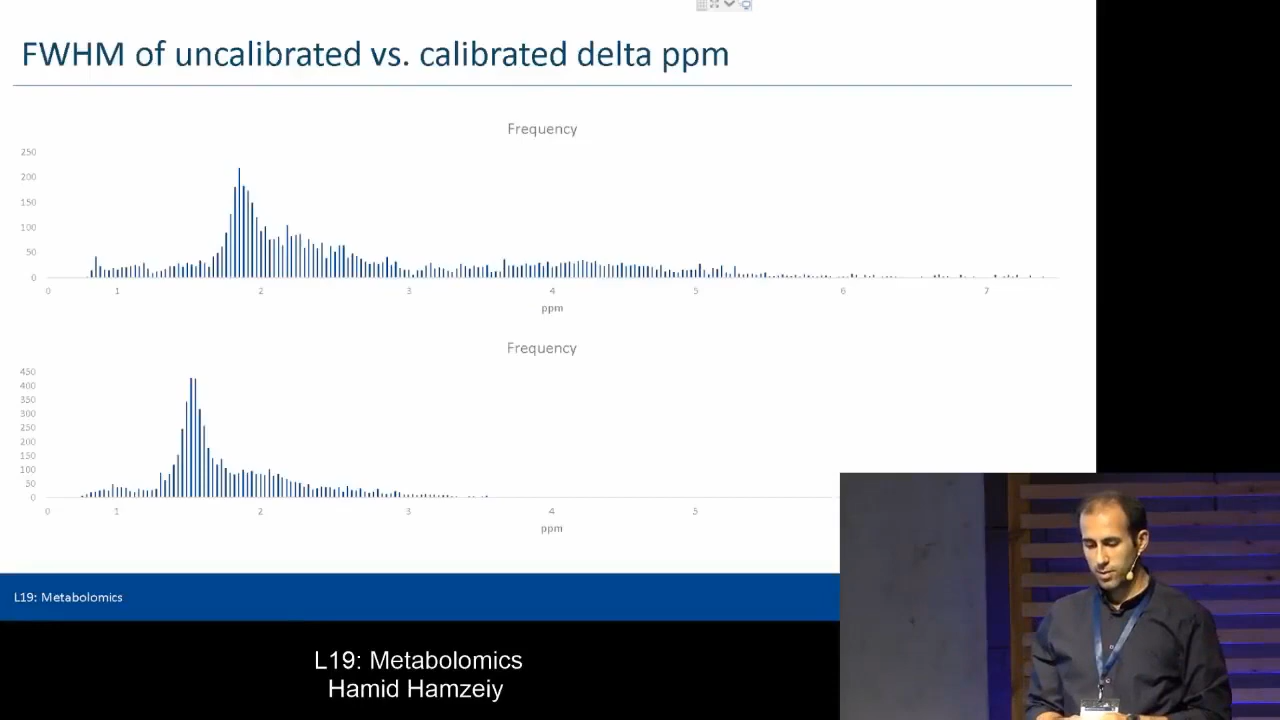 FWHM of uncalibrated vs. calibrated delta ppm
Frequency
250
200
150
100
50
0
0 1 2 3 4 5 6 7
ppm
Frequency
450
400
350
300
250
200
150
100
50
0
0 1 2 3 4 5
ppm
L19: Metabolomics
L19: Metabolomics
Hamid Hamzeiy